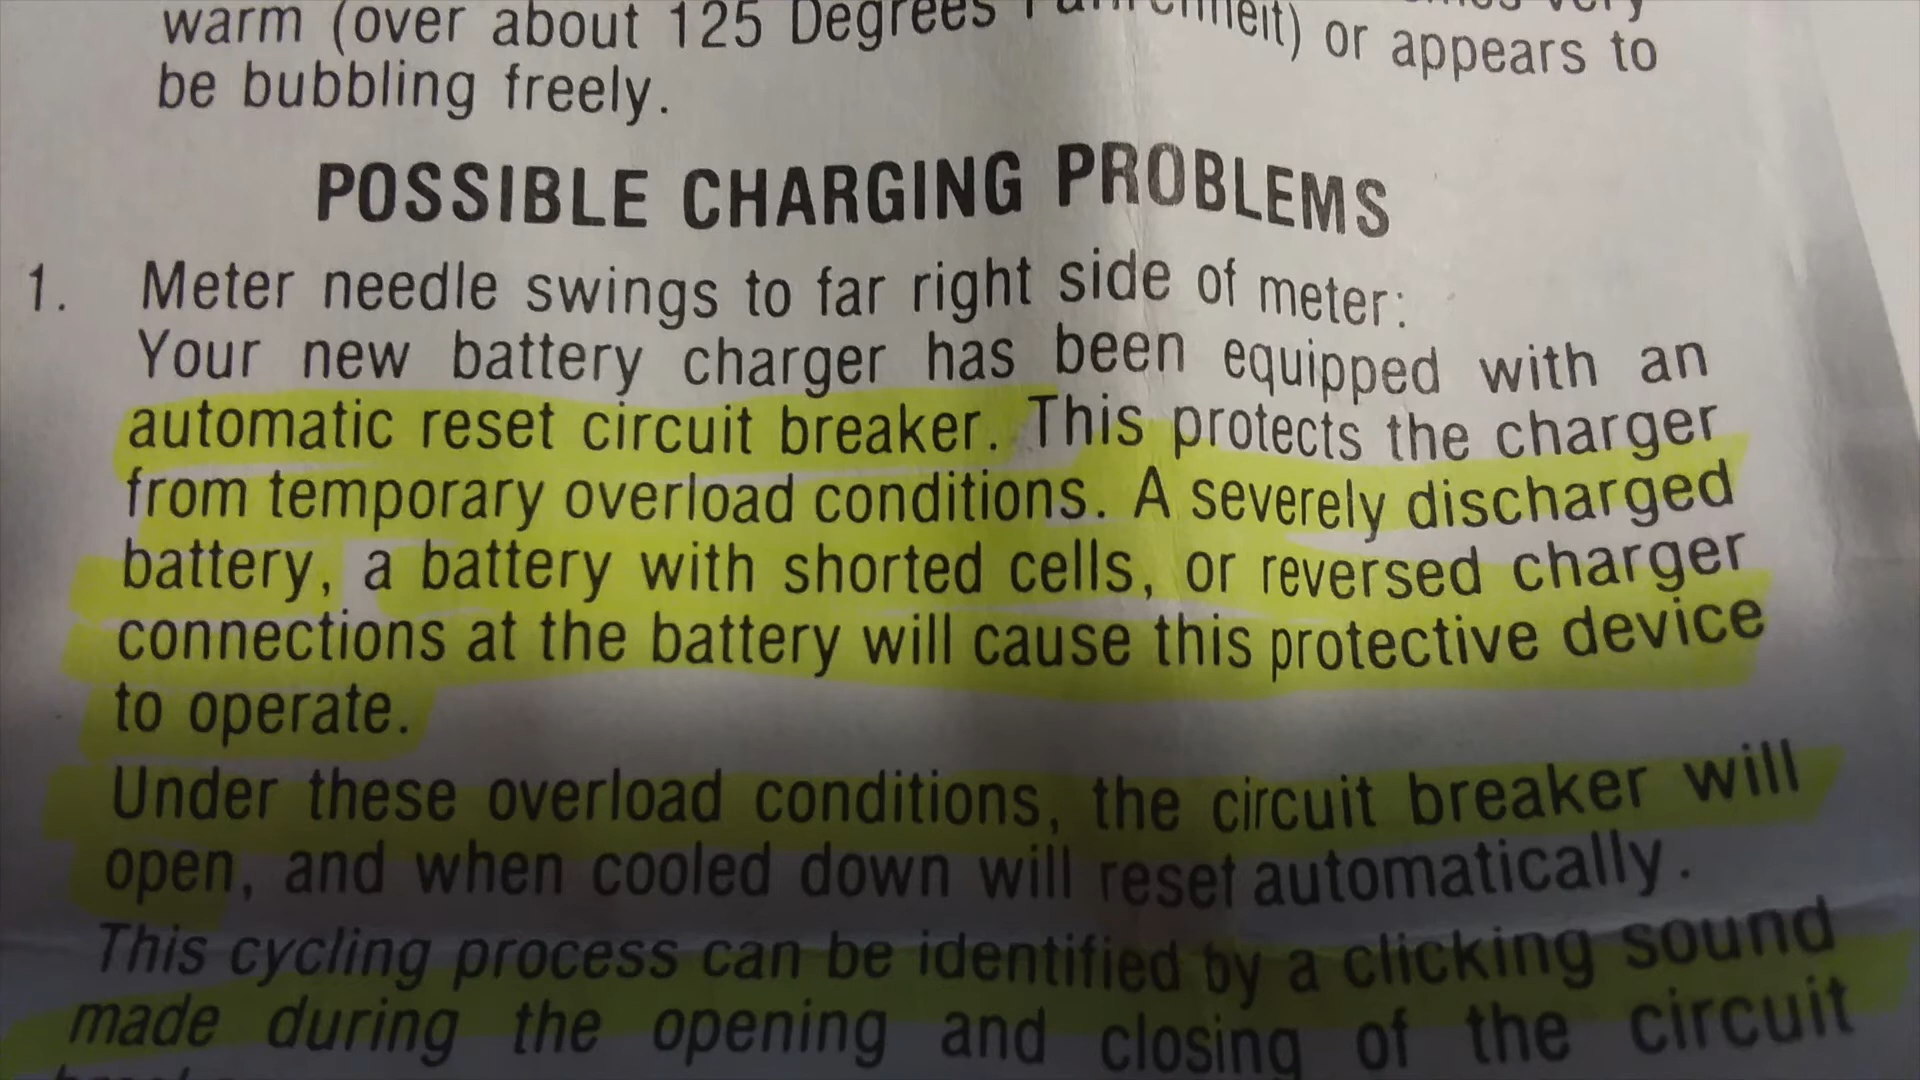 warm (over about 125 Degrees Fahrenheit) or appears to
be bubbling freely.
POSSIBLE CHARGING PROBLEMS
1. Meter needle swings to far right side of meter:
Your new battery charger has been equipped with an
automatic reset circuit breaker. This protects the charger
from temporary overload conditions. A severely discharged
battery, a battery with shorted cells, or reversed charger
connections at the battery will cause this protective device
to operate.
Under these overload conditions, the circuit breaker will
open, and when cooled down will reset automatically.
This cycling process can be identified by a clicking sound
made during the opening and closing of the circuit